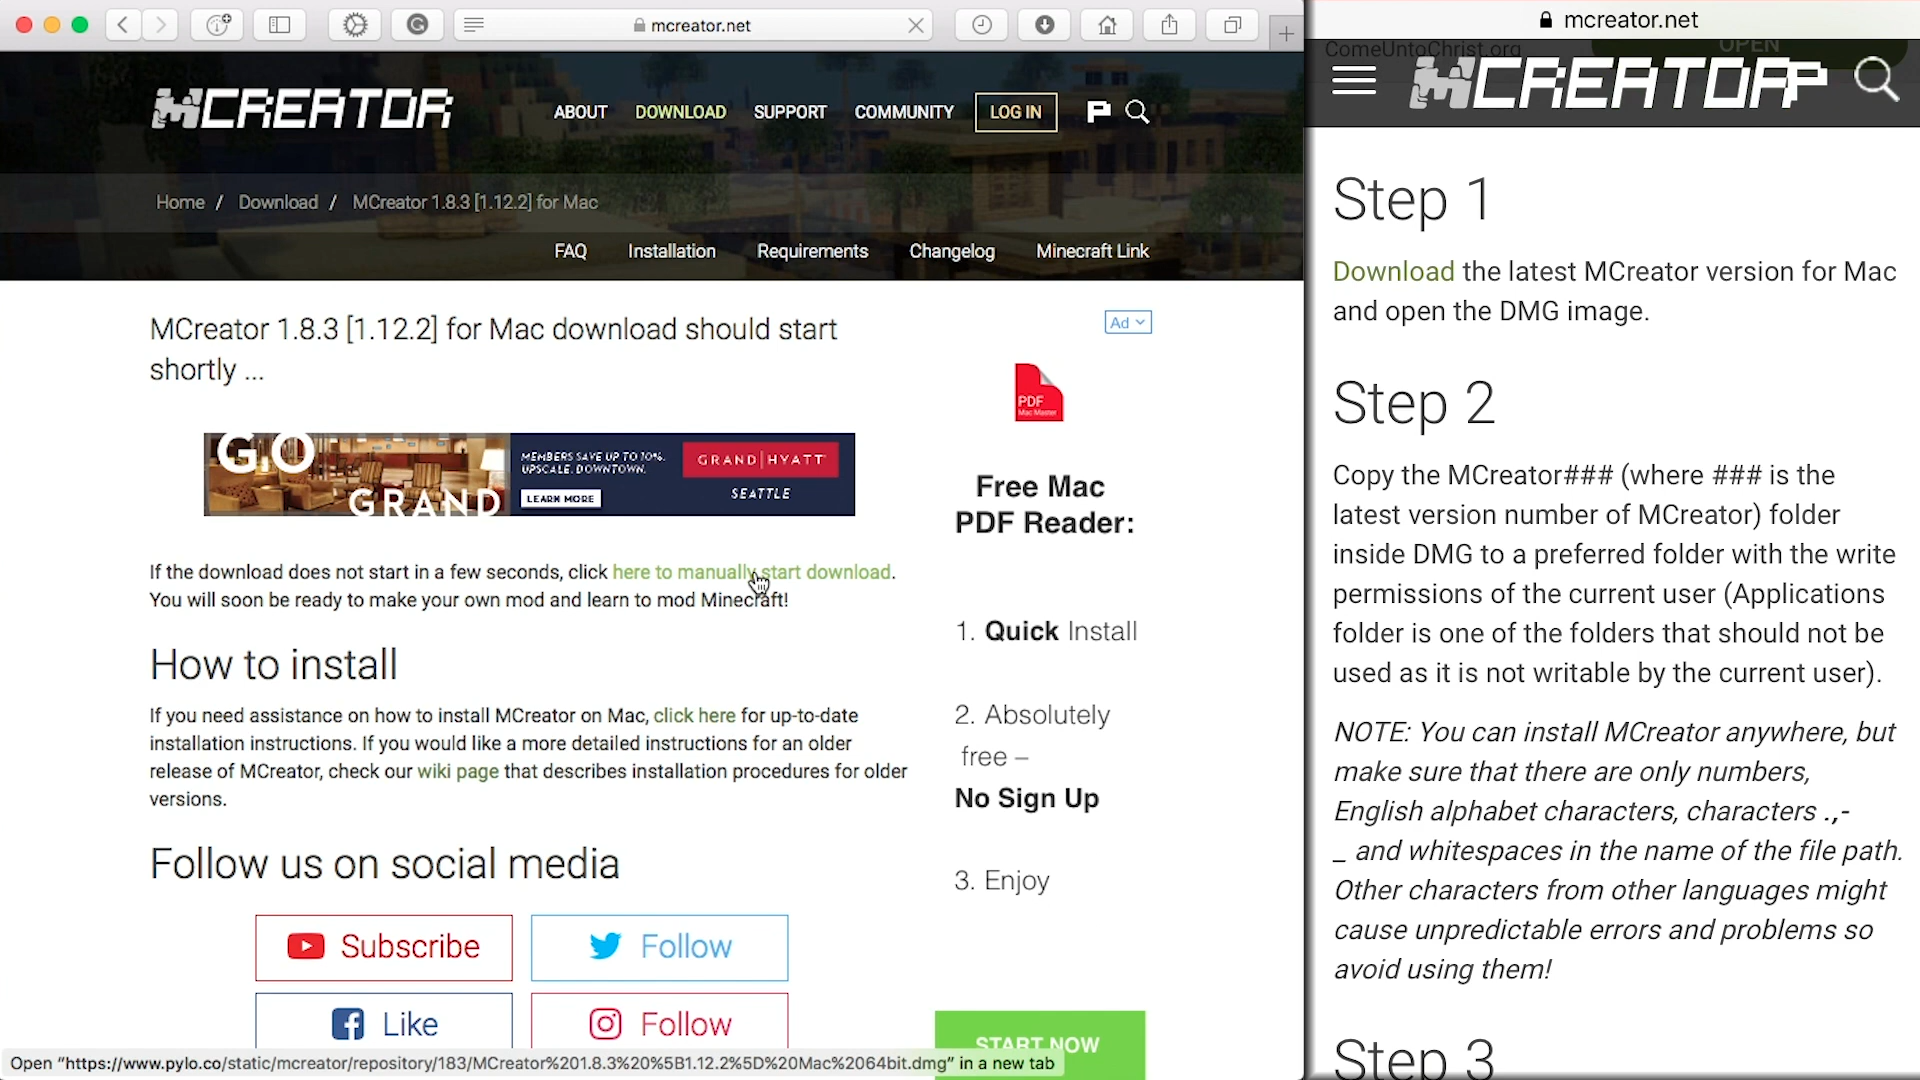 mcreator.net
MCREATOR
ABOUT
DOWNLOAD
SUPPORT
COMMUNITY
LOG IN
Home / Download / MCreator 1.8.3 [1.12.2] for Mac
FAQ
Installation
Requirements
Changelog
Minecraft Link
MCreator 1.8.3 [1.12.2] for Mac download should start
shortly ...
GO
GRAND
MEMBERS SAVE UP TO 10%.
UPSCALE. DOWNTOWN.
LEARN MORE
GRAND | HYATT
SEATTLE
If the download does not start in a few seconds, click here to manually start download.
You will soon be ready to make your own mod and learn to mod Minecraft!
How to install
If you need assistance on how to install MCreator on Mac, click here for up-to-date
installation instructions. If you would like a more detailed instructions for an older
release of MCreator, check our wiki page that describes installation procedures for older
versions.
Follow us on social media
Subscribe
Follow
Like
Follow
Ad
PDF
Mac Master
Free Mac
PDF Reader:
1. Quick Install
2. Absolutely
free –
No Sign Up
3. Enjoy
START NOW
Open “https://www.pylo.co/static/mcreator/repository/183/MCreator%201.8.3%20%5B1.12.2%5D%20Mac%2064bit.dmg” in a new tab
mcreator.net
ComeUntoChrist.org
OPEN
MCREATOR
Step 1
Download the latest MCreator version for Mac
and open the DMG image.
Step 2
Copy the MCreator### (where ### is the
latest version number of MCreator) folder
inside DMG to a preferred folder with the write
permissions of the current user (Applications
folder is one of the folders that should not be
used as it is not writable by the current user).
NOTE: You can install MCreator anywhere, but
make sure that there are only numbers,
English alphabet characters, characters .,-
_ and whitespaces in the name of the file path.
Other characters from other languages might
cause unpredictable errors and problems so
avoid using them!
Step 3